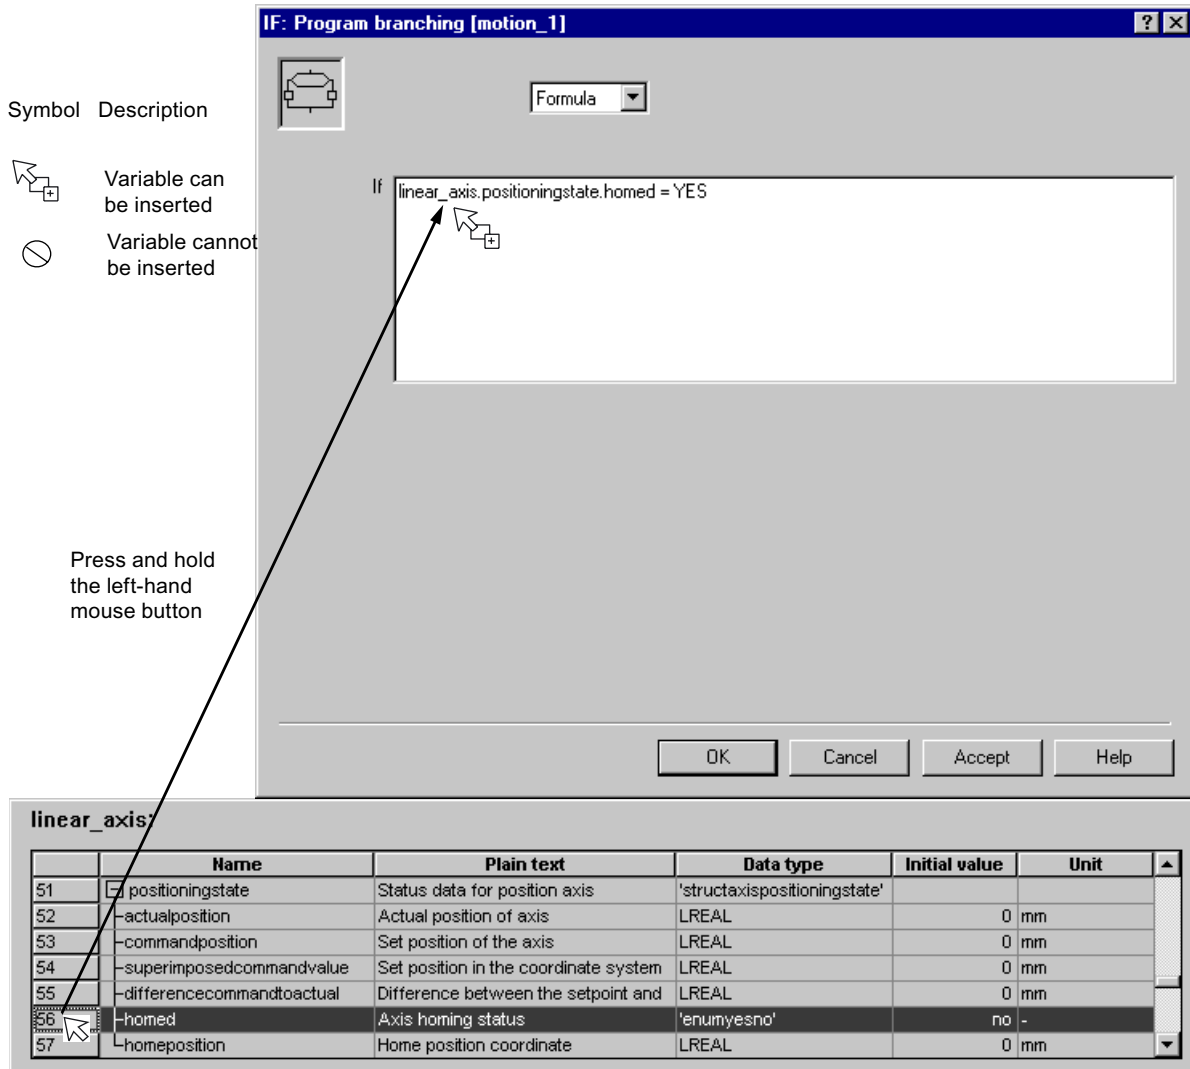 IF: Program branching [motion_1]
Formula
Symbol Description
Variable can
be inserted
Variable cannot
be inserted
If linear_axis.positioningstate.homed = YES
Press and hold
the left-hand
mouse button
OK Cancel Accept Help
linear_axis:
Name Plain text Data type Initial value Unit
51 positioningstate Status data for position axis 'structaxispositioningstate'
52 actualposition Actual position of axis LREAL 0 mm
53 commandposition Set position of the axis LREAL 0 mm
54 superimposedcommandvalue Set position in the coordinate system LREAL 0 mm
55 differencecommandtoactual Difference between the setpoint and LREAL 0 mm
56 homed Axis homing status 'enumyesno' no -
57 homeposition Home position coordinate LREAL 0 mm